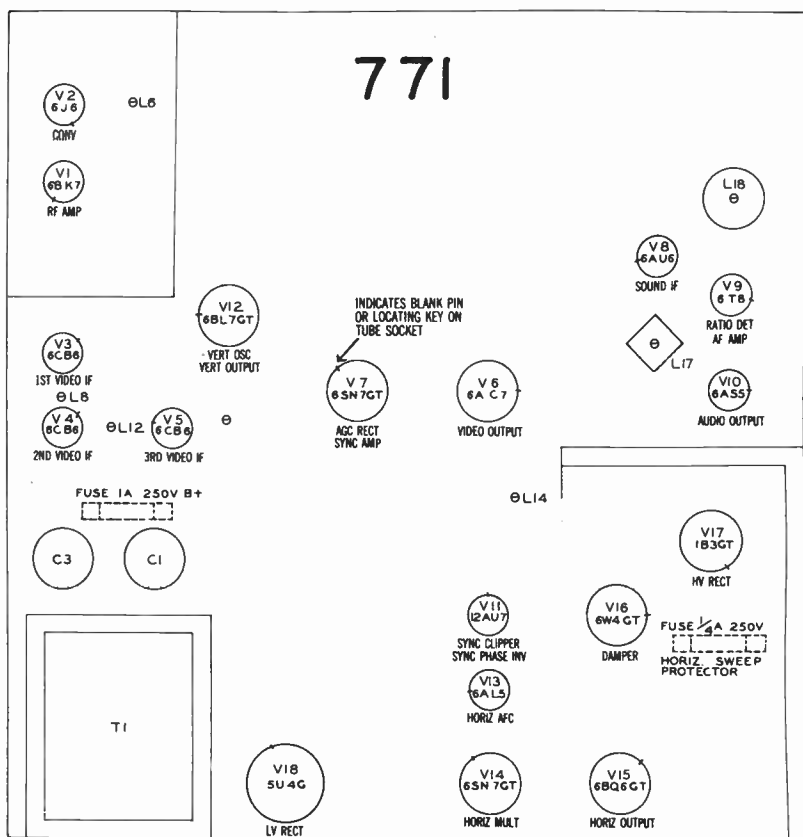 771
V2
6J6
CONV
ӨL6
V1
6BK7
RF AMP
L18
Ө
V8
6AU6
SOUND IF
V9
6T8
RATIO DET
AF AMP
V12
6BL7GT
VERT OSC
VERT OUTPUT
INDICATES BLANK PIN
OR LOCATING KEY ON
TUBE SOCKET
V3
6CB6
1ST VIDEO IF
Ө
L17
V7
6SN7GT
AGC RECT
SYNC AMP
V6
6AC7
VIDEO OUTPUT
V10
6AS5
AUDIO OUTPUT
ӨL8
V4
6CB6
2ND VIDEO IF
ӨL12
V5
6CB6
3RD VIDEO IF
Ө
FUSE 1A 250V B+
ӨL14
C3
C1
V17
1B3GT
HV RECT
V11
12AU7
SYNC CLIPPER
SYNC PHASE INV
V16
6W4GT
DAMPER
FUSE 1/4A 250V
HORIZ. SWEEP
PROTECTOR
V13
6AL5
HORIZ AFC
T1
V18
5U4G
LV RECT
V14
6SN7GT
HORIZ MULT
V15
6BQ6GT
HORIZ OUTPUT